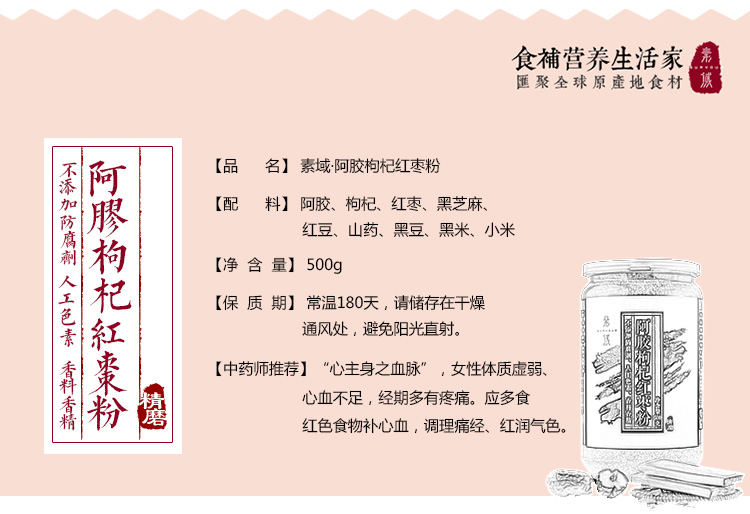 食補营养生活家
匯聚全球原產地食材
素域
阿膠枸杞紅棗粉
不添加防腐劑 人工色素 香料香精
精磨
【品 名】 素域·阿胶枸杞红枣粉
【配 料】 阿胶、枸杞、红枣、黑芝麻、
红豆、山药、黑豆、黑米、小米
【净 含 量】 500g
【保 质 期】 常温180天，请储存在干燥
通风处，避免阳光直射。
【中药师推荐】“心主身之血脉”，女性体质虚弱、
心血不足，经期多有疼痛。应多食
红色食物补心血，调理痛经、红润气色。
素域
阿胶枸杞红枣粉